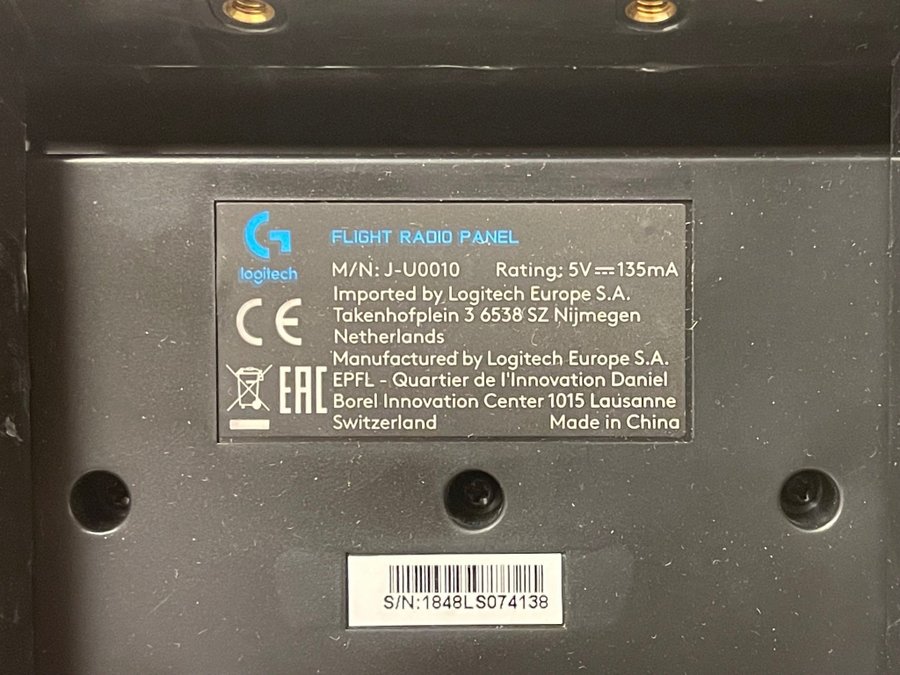 logitech
FLIGHT RADIO PANEL
M/N: J-U0010 Rating: 5V⎓135mA
Imported by Logitech Europe S.A.
Takenhofplein 3 6538 SZ Nijmegen
Netherlands
Manufactured by Logitech Europe S.A.
EPFL - Quartier de l'Innovation Daniel
Borel Innovation Center 1015 Lausanne
Switzerland Made in China
CE
EAC
S/N:1848LS074138